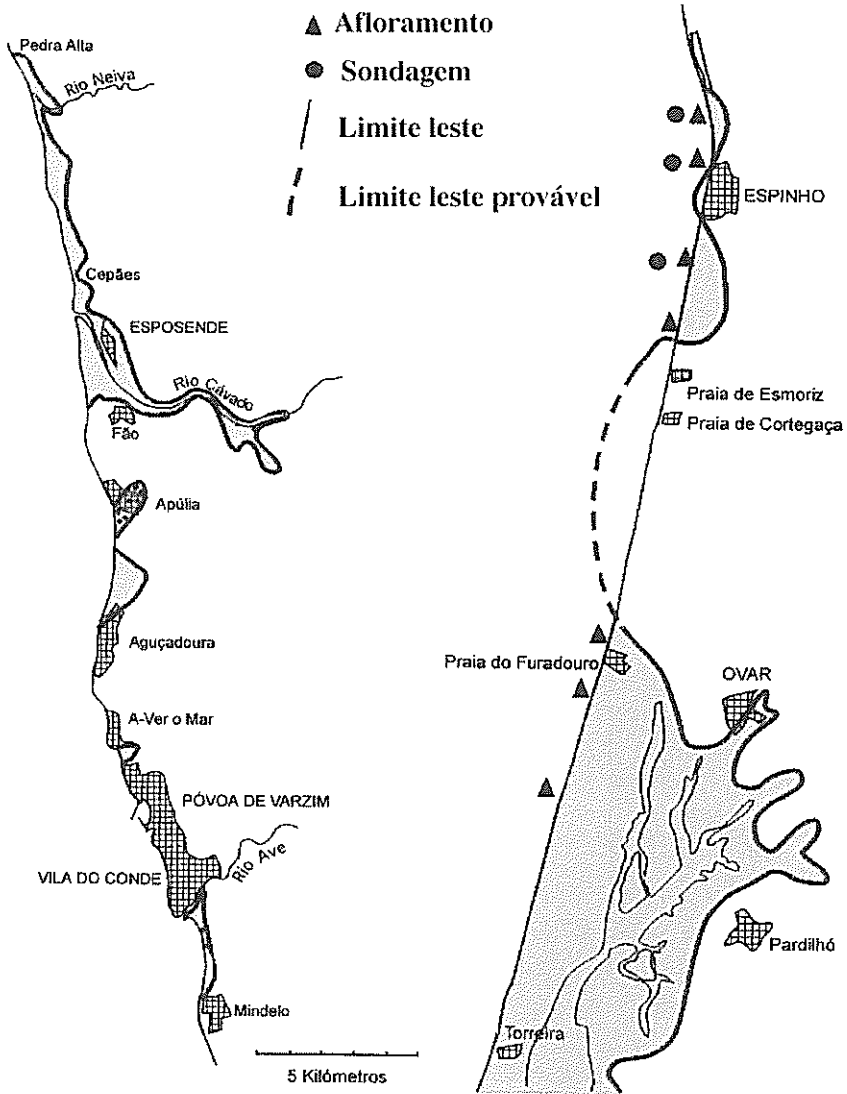 Afloramento
Sondagem
Limite leste
Limite leste provável
Pedra Alta
Rio Neiva
Cepães
ESPOSENDE
Rio Cávado
Fão
Apúlia
Aguçadoura
A-Ver o Mar
PÓVOA DE VARZIM
VILA DO CONDE
Rio Ave
Mindelo
5 Kilómetros
ESPINHO
Praia de Esmoriz
Praia de Cortegaça
Praia do Furadouro
OVAR
Pardilhó
Torreira